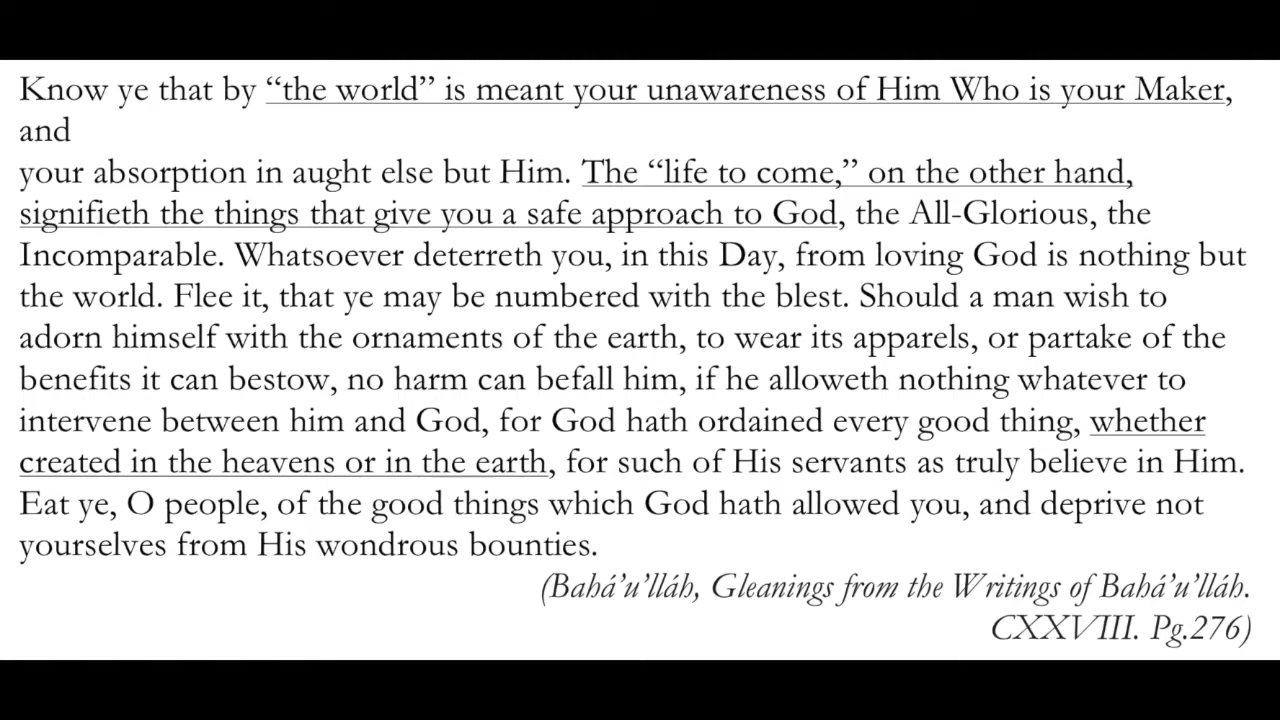 Know ye that by “the world” is meant your unawareness of Him Who is your Maker,
and
your absorption in aught else but Him. The “life to come,” on the other hand,
signifieth the things that give you a safe approach to God, the All-Glorious, the
Incomparable. Whatsoever deterreth you, in this Day, from loving God is nothing but
the world. Flee it, that ye may be numbered with the blest. Should a man wish to
adorn himself with the ornaments of the earth, to wear its apparels, or partake of the
benefits it can bestow, no harm can befall him, if he alloweth nothing whatever to
intervene between him and God, for God hath ordained every good thing, whether
created in the heavens or in the earth, for such of His servants as truly believe in Him.
Eat ye, O people, of the good things which God hath allowed you, and deprive not
yourselves from His wondrous bounties.
(Bahá’u’lláh, Gleanings from the Writings of Bahá’u’lláh.
CXXVIII. Pg.276)